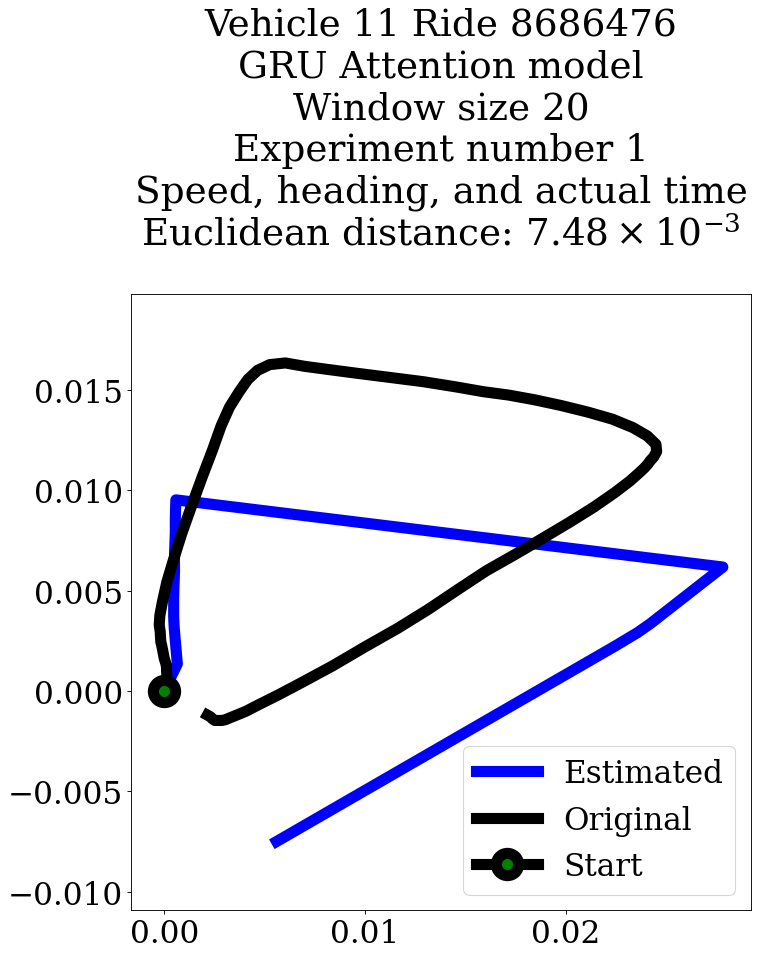 Vehicle 11 Ride 8686476
GRU Attention model
Window size 20
Experiment number 1
Speed, heading, and actual time
Euclidean distance: 7.48 × 10⁻³
0.015
0.010
0.005
0.000
−0.005
−0.010
Estimated
Original
Start
0.00 0.01 0.02